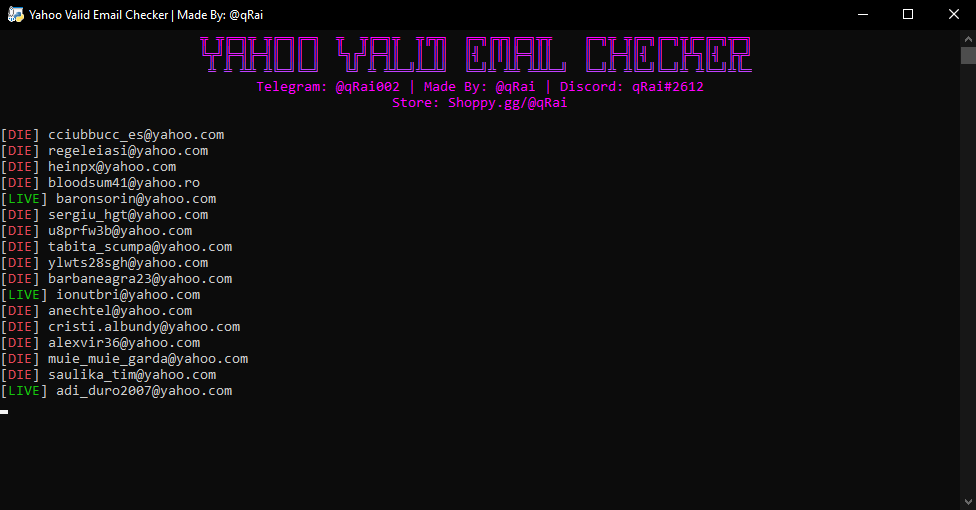 Yahoo Valid Email Checker | Made By: @qRai
YAHOO VALID EMAIL CHECKER
Telegram: @qRai002 | Made By: @qRai | Discord: qRai#2612
Store: Shoppy.gg/@qRai
[DIE] cciubbucc_es@yahoo.com
[DIE] regeleiasi@yahoo.com
[DIE] heinpx@yahoo.com
[DIE] bloodsum41@yahoo.ro
[LIVE] baronsorin@yahoo.com
[DIE] sergiu_hgt@yahoo.com
[DIE] u8prfw3b@yahoo.com
[DIE] tabita_scumpa@yahoo.com
[DIE] ylwts28sgh@yahoo.com
[DIE] barbaneagra23@yahoo.com
[LIVE] ionutbri@yahoo.com
[DIE] anechtel@yahoo.com
[DIE] cristi.albundy@yahoo.com
[DIE] alexvir36@yahoo.com
[DIE] muie_muie_garda@yahoo.com
[DIE] saulika_tim@yahoo.com
[LIVE] adi_duro2007@yahoo.com